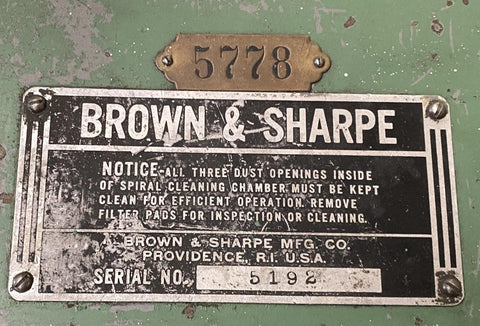 5778
BROWN & SHARPE
NOTICE-ALL THREE DUST OPENINGS INSIDE
OF SPIRAL CLEANING CHAMBER MUST BE KEPT
CLEAN FOR EFFICIENT OPERATION. REMOVE
FILTER PADS FOR INSPECTION OR CLEANING.
BROWN & SHARPE MFG. CO.
PROVIDENCE, R.I. U.S.A.
SERIAL NO. 5192